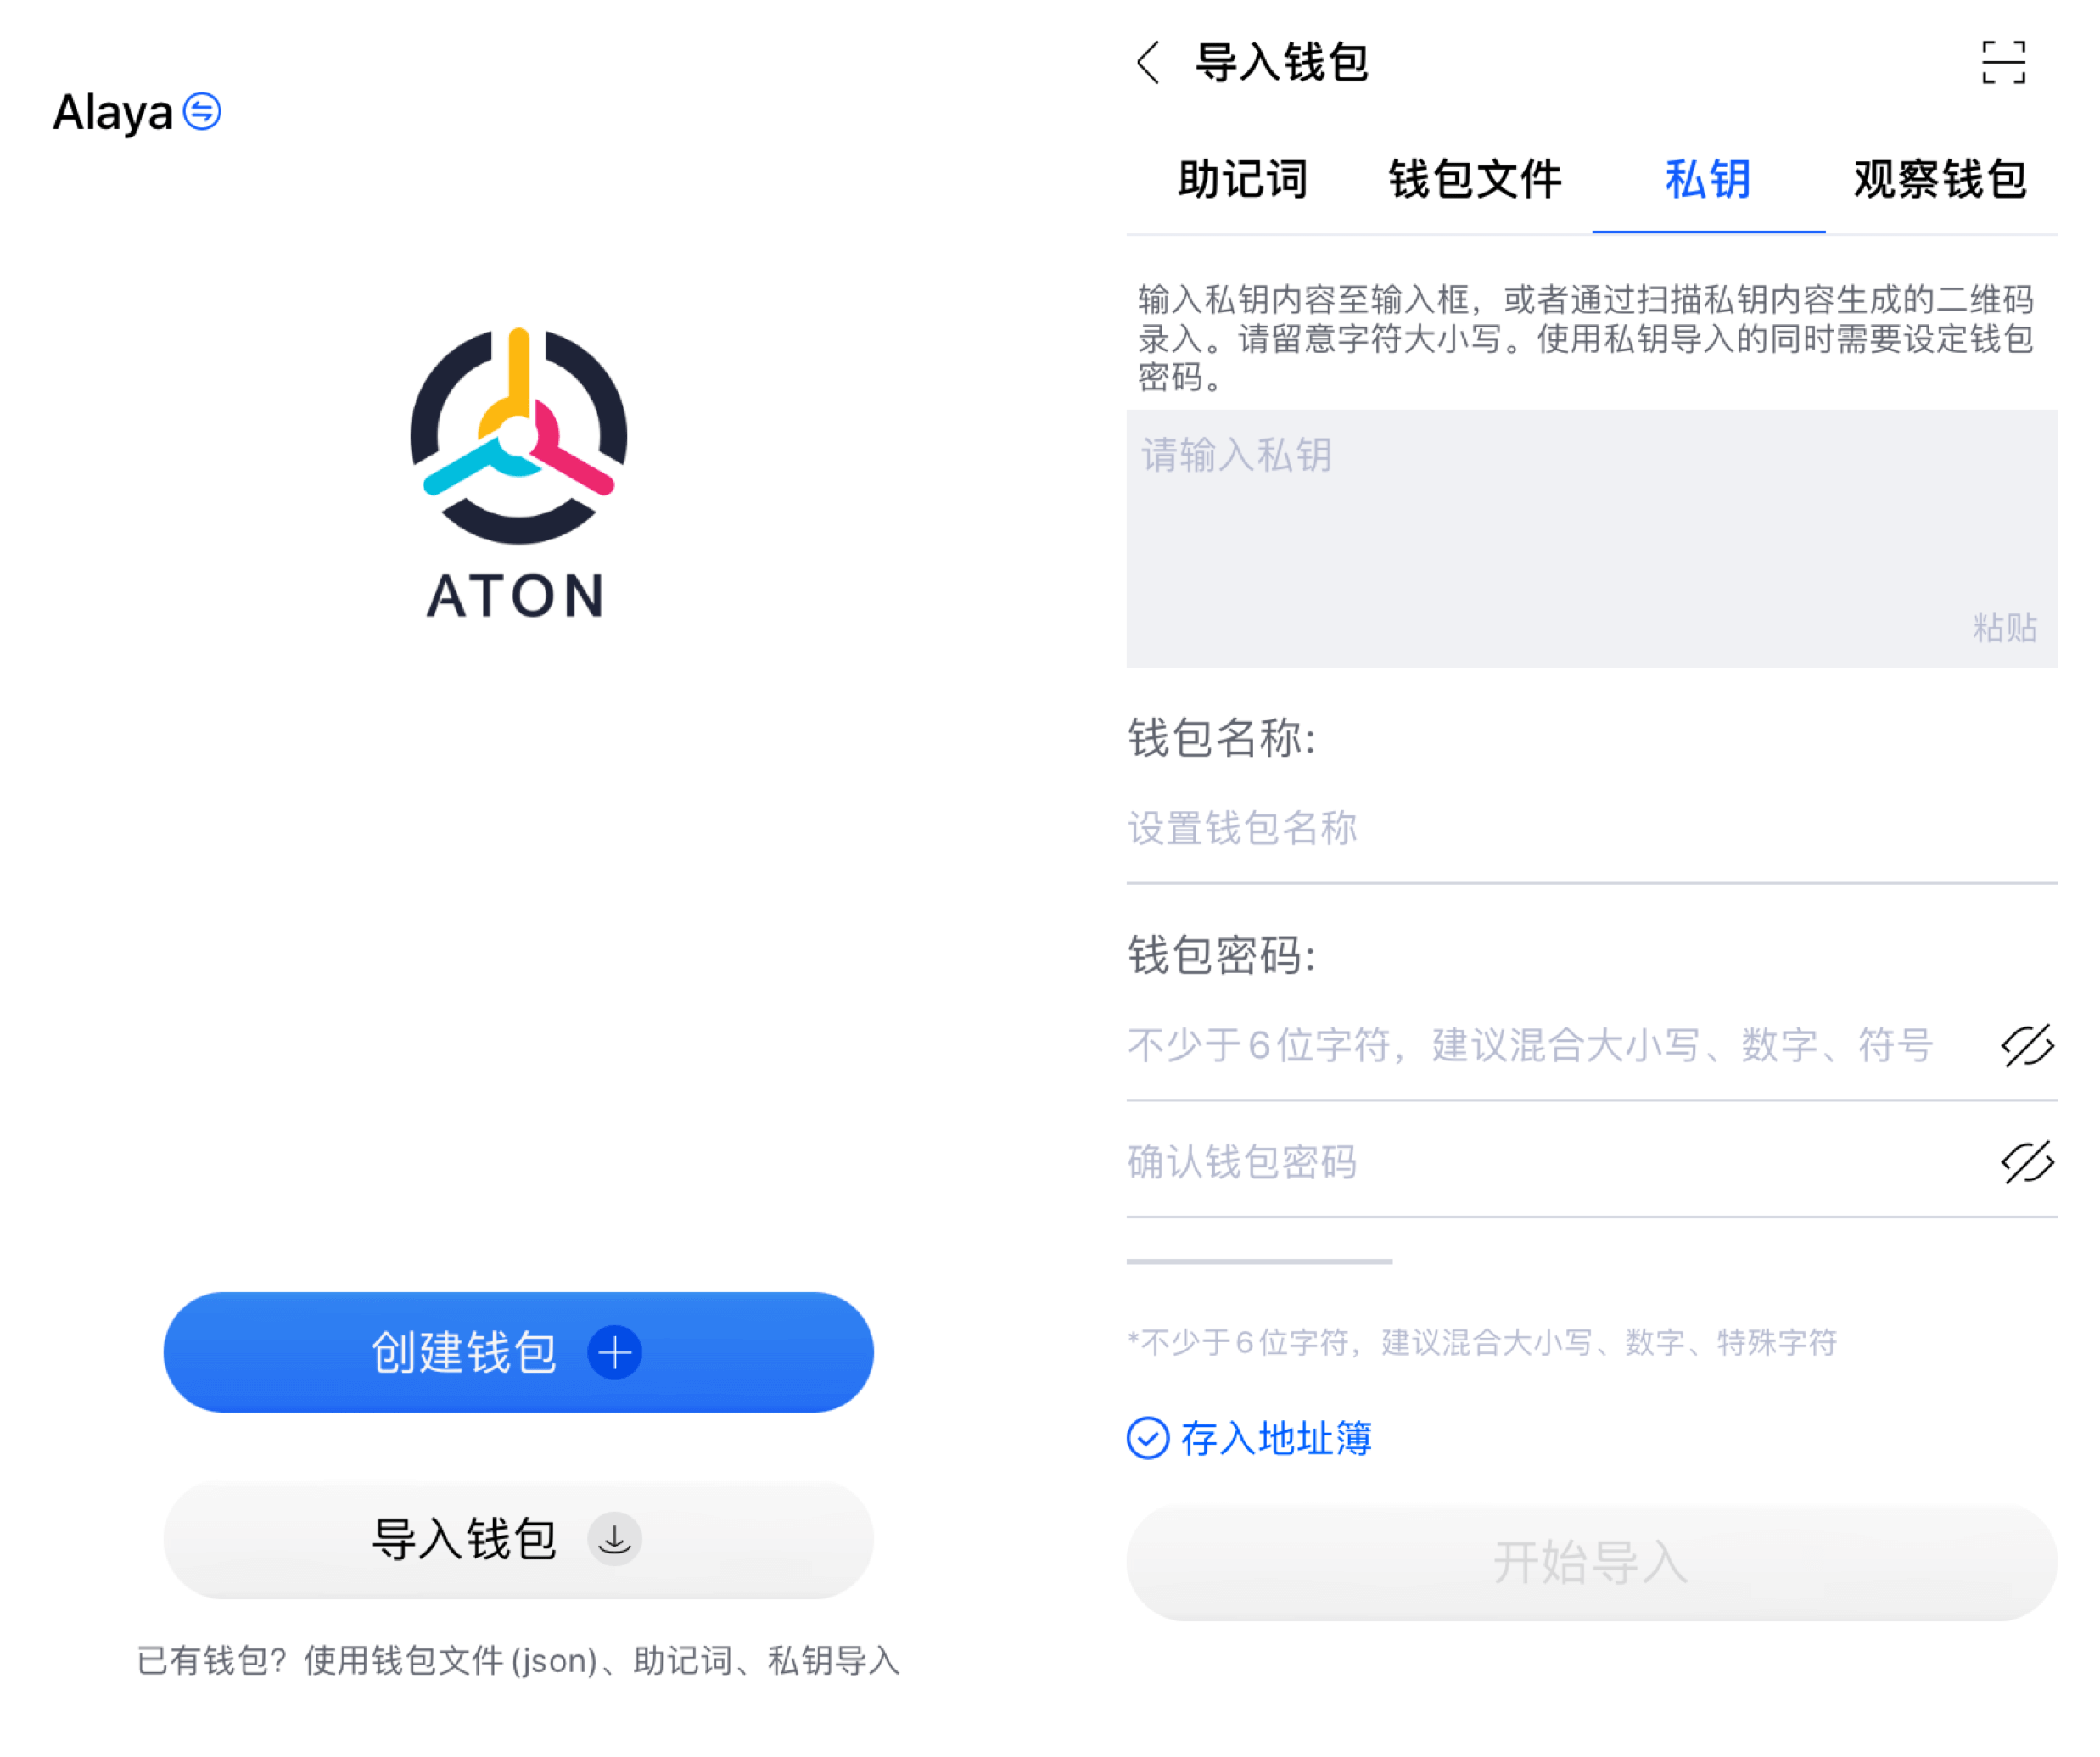 Alaya
ATON
创建钱包
导入钱包
已有钱包？使用钱包文件(json)、助记词、私钥导入
导入钱包
助记词 钱包文件 私钥 观察钱包
输入私钥内容至输入框，或者通过扫描私钥内容生成的二维码
录入。请留意字符大小写。使用私钥导入的同时需要设定钱包
密码。
请输入私钥
粘贴
钱包名称:
设置钱包名称
钱包密码:
不少于6位字符，建议混合大小写、数字、符号
确认钱包密码
*不少于6位字符，建议混合大小写、数字、特殊字符
存入地址簿
开始导入